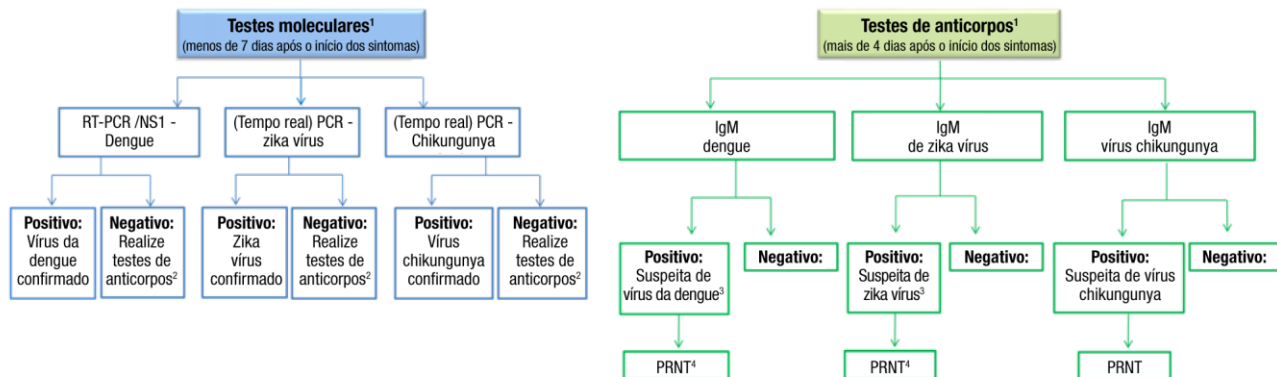 Testes moleculares¹
(menos de 7 dias após o início dos sintomas)
RT-PCR /NS1 -
Dengue
(Tempo real) PCR -
zika vírus
(Tempo real) PCR -
Chikungunya
Positivo:
Vírus da
dengue
confirmado
Negativo:
Realize
testes de
anticorpos²
Positivo:
Zika
vírus
confirmado
Negativo:
Realize
testes de
anticorpos²
Positivo:
Vírus
chikungunya
confirmado
Negativo:
Realize
testes de
anticorpos²
Testes de anticorpos¹
(mais de 4 dias após o início dos sintomas)
IgM
dengue
IgM
de zika vírus
IgM
vírus chikungunya
Positivo:
Suspeita de
vírus da dengue³
Negativo:
Positivo:
Suspeita de
zika vírus³
Negativo:
Positivo:
Suspeita de vírus
chikungunya
Negativo:
PRNT⁴
PRNT⁴
PRNT